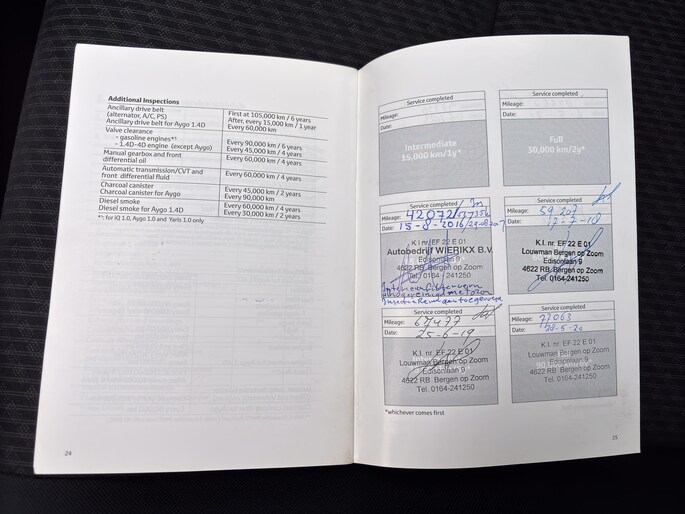 Additional Inspections
Ancillary drive belt
(alternator, A/C, PS)
First at 105,000 km / 6 years
After, every 15,000 km / 1 year
Ancillary drive belt for Aygo 1.4D
Every 60,000 km
Valve clearance
- gasoline engines*¹
Every 90,000 km / 6 years
- 1.4D-4D engine (except Aygo)
Every 45,000 km / 2 years
Manual gearbox and front
differential oil
Every 60,000 km / 4 years
Automatic transmission/CVT and
front differential fluid
Every 60,000 km / 4 years
Charcoal canister
Every 45,000 km / 2 years
Charcoal canister for Aygo
Every 90,000 km
Diesel smoke
Every 60,000 km / 4 years
Diesel smoke for Aygo 1.4D
Every 30,000 km / 2 years
*¹: for iQ 1.0, Aygo 1.0 and Yaris 1.0 only
24
Service completed
Mileage:
Date:
Intermediate
15,000 km/1y*
Service completed
Mileage:
Date:
Full
30,000 km/2y*
Service completed
Mileage: 42072
Date: 15-8-2016
K.I nr EF 22 E 01
Autobedrijf WIERIKX B.V.
Edisonlaan 9
4622 RB Bergen op Zoom
Tel. 0164-241250
Service completed
59207
12-7-18
K.I. nr. EF 22 E 01
Louwman Bergen op Zoom
Edisonlaan 9
4622 RB Bergen op Zoom
Tel. 0164-241250
Service completed
Mileage: 67477
Date: 25-6-19
K.I. nr. EF 22 E 01
Louwman Bergen op Zoom
Edisonlaan 9
4622 RB Bergen op Zoom
Tel. 0164-241250
Service completed
Mileage: 77063
Date: 28-5-20
K.I. nr. EF 22 E 01
Louwman Bergen op Zoom
Edisonlaan 9
4622 RB Bergen op Zoom
Tel. 0164-241250
*whichever comes first
25